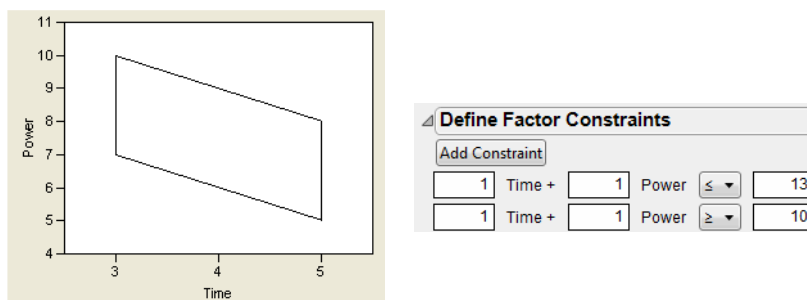 11
10
9
8
7
6
5
4
Power
3 4 5
Time
Define Factor Constraints
Add Constraint
1 Time + 1 Power ≤ 13
1 Time + 1 Power ≥ 10